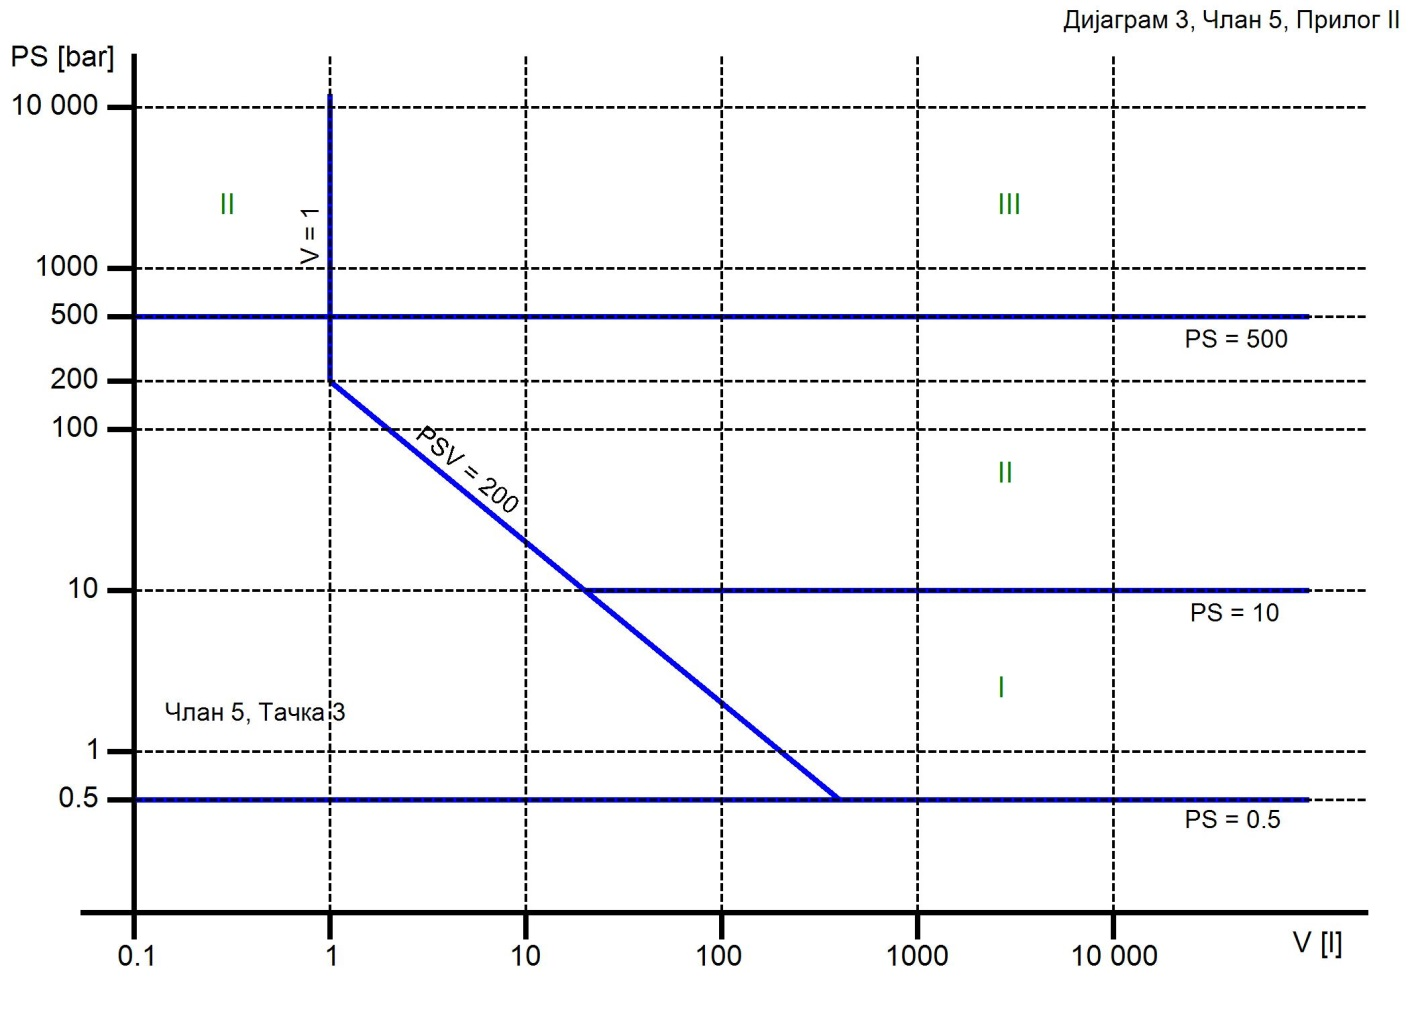 Дијаграм 3, Члан 5, Прилог II
PS [bar]
10 000
II
III
V = 1
1000
500
PS = 500
200
100
PSV = 200
II
10
PS = 10
I
Члан 5, Тачка 3
1
0.5
PS = 0.5
0.1
1
10
100
1000
10 000
V [l]